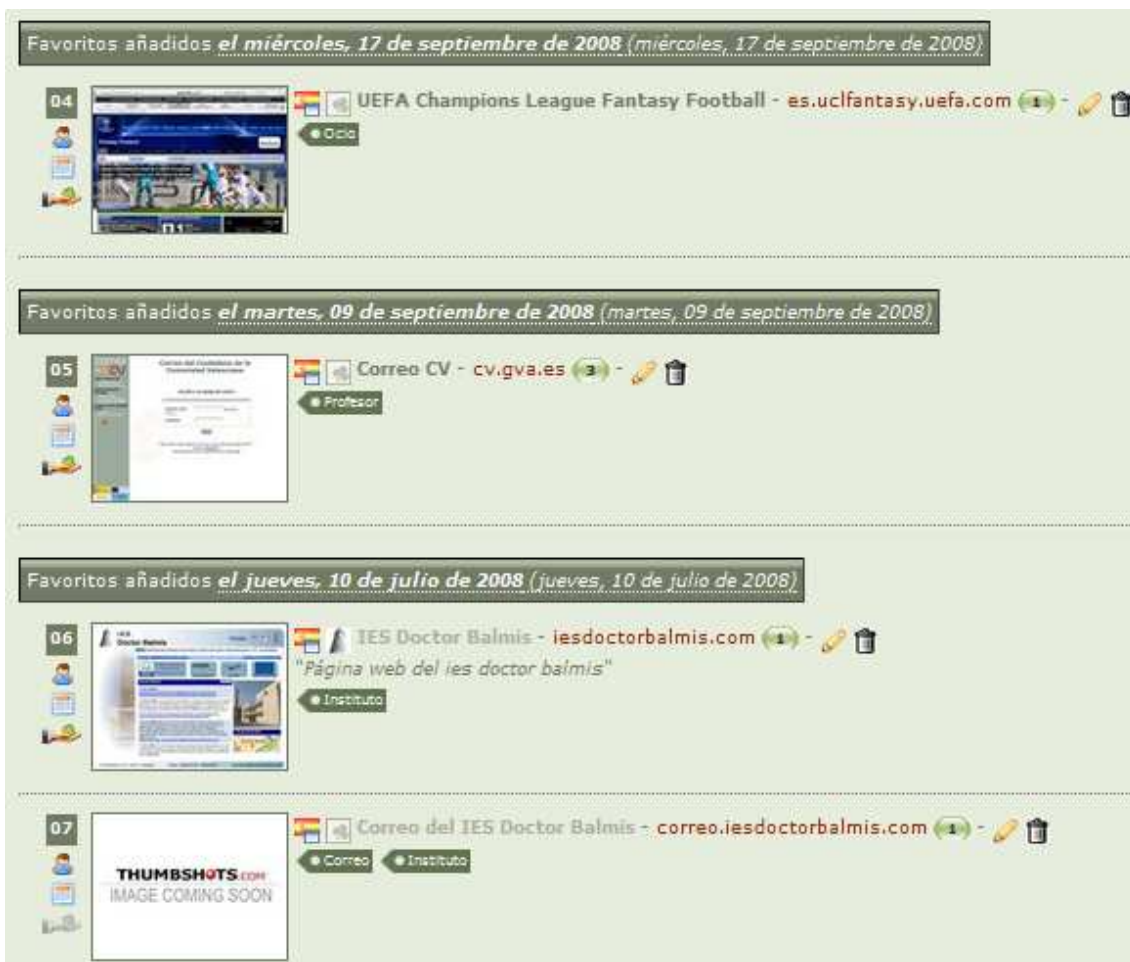 Favoritos añadidos el miércoles, 17 de septiembre de 2008 (miércoles, 17 de septiembre de 2008)
04
UEFA Champions League Fantasy Football - es.uclfantasy.uefa.com (1) -
Ocio
Favoritos añadidos el martes, 09 de septiembre de 2008 (martes, 09 de septiembre de 2008)
05
Correo CV - cv.gva.es (3) -
Profesor
Favoritos añadidos el jueves, 10 de julio de 2008 (jueves, 10 de julio de 2008)
06
IES Doctor Balmis - iesdoctorbalmis.com (1) -
"Página web del ies doctor balmis"
Instituto
07
Correo del IES Doctor Balmis - correo.iesdoctorbalmis.com (1) -
Correo Instituto
THUMBSHOTS.COM
IMAGE COMING SOON